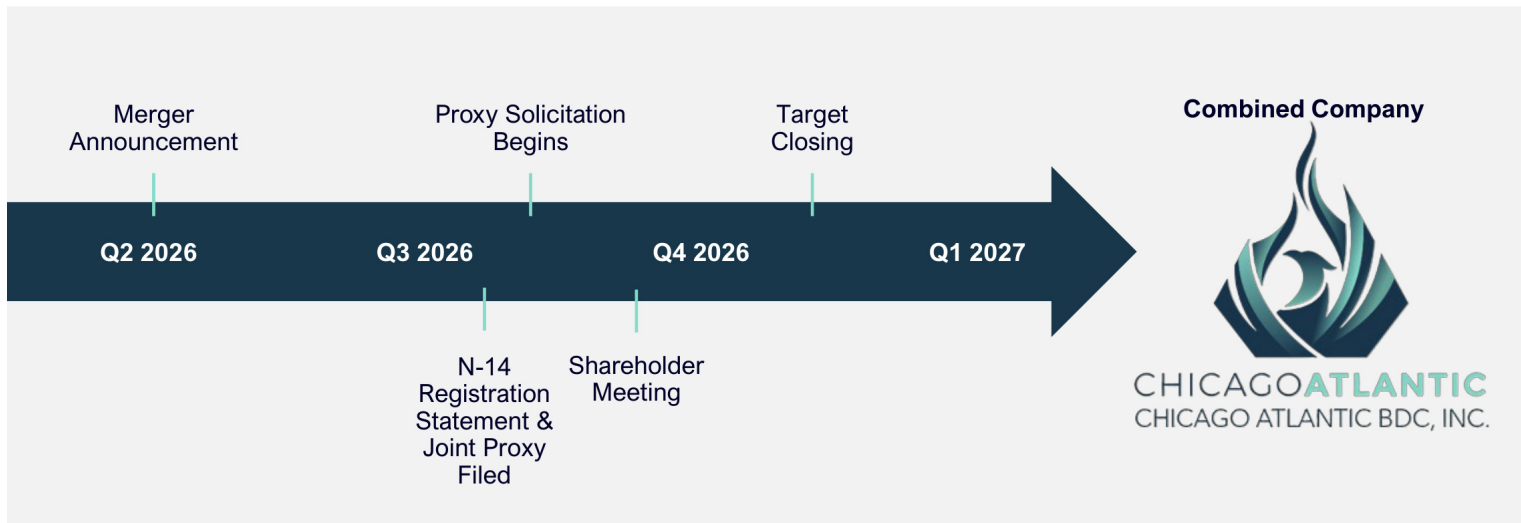 Merger
Announcement
Proxy Solicitation
Begins
Target
Closing
Combined Company
Q2 2026
Q3 2026
Q4 2026
Q1 2027
N-14
Registration
Statement &
Joint Proxy
Filed
Shareholder
Meeting
CHICAGOATLANTIC
CHICAGO ATLANTIC BDC, INC.